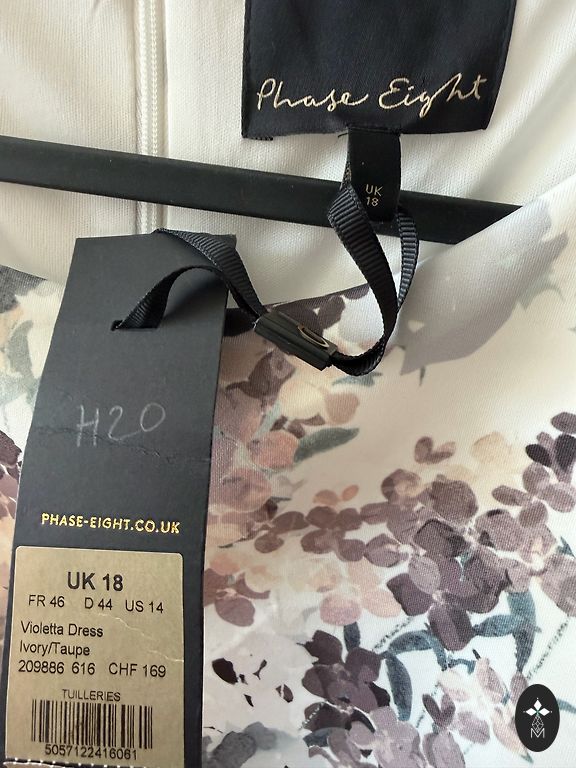 Phase Eight
UK
18
H20
PHASE-EIGHT.CO.UK
UK 18
FR 46 D 44 US 14
Violetta Dress
Ivory/Taupe
209886 616 CHF 169
TUILLERIES
5057122416061